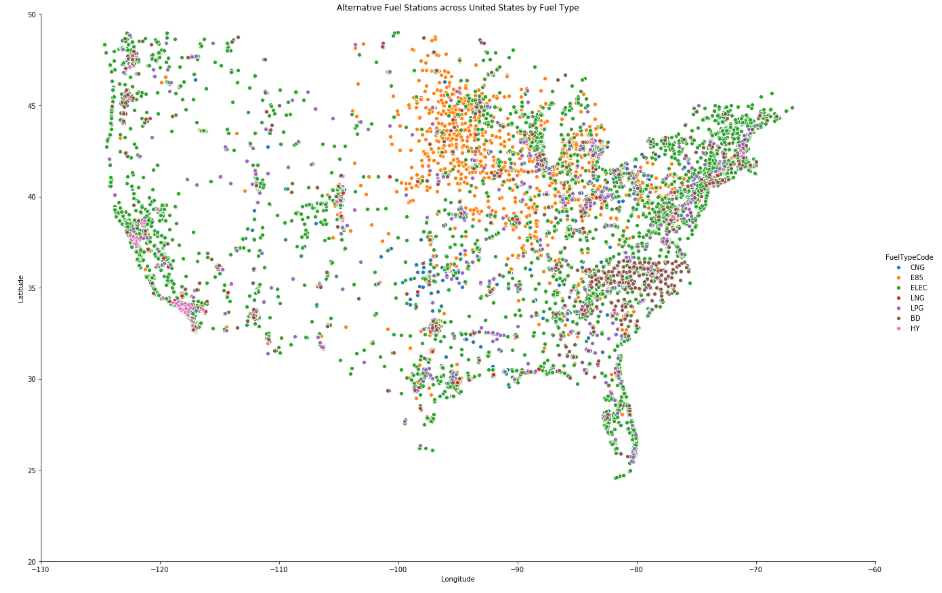 Alternative Fuel Stations across United States by Fuel Type
50
45
40
35
30
25
20
Latitude
−130
−120
−110
−100
−90
−80
−70
−60
Longitude
FuelTypeCode
CNG
E85
ELEC
LNG
LPG
BD
HY